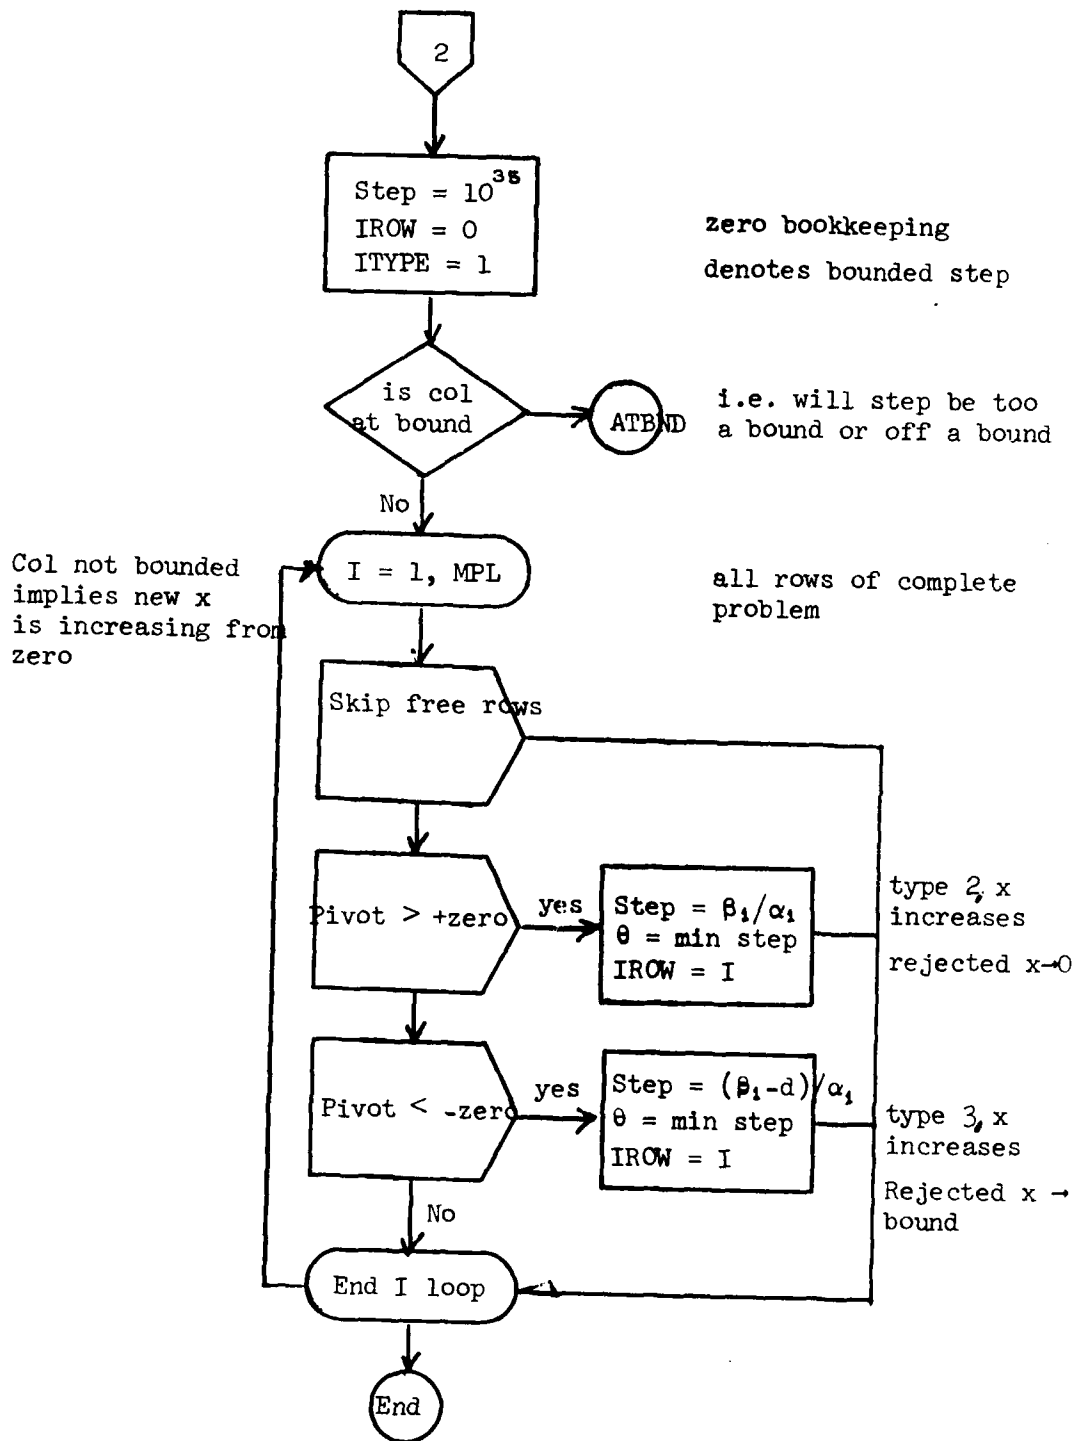 2
Step = 10^35
IROW = 0
ITYPE = 1
zero bookkeeping
denotes bounded step
is col
at bound
ATBND
i.e. will step be too
a bound or off a bound
No
Col not bounded
implies new x
is increasing from
zero
I = 1, MPL
all rows of complete
problem
Skip free rows
Pivot > +zero
yes
Step = β₁/α₁
θ = min step
IROW = I
type 2, x
increases
rejected x→0
Pivot < -zero
yes
Step = (β₁-d)/α₁
θ = min step
IROW = I
type 3, x
increases
Rejected x →
bound
No
End I loop
End